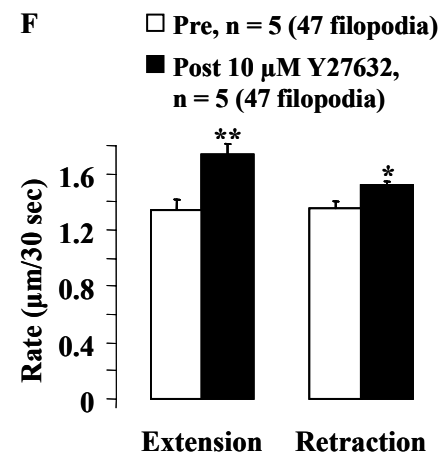 F
Pre, n = 5 (47 filopodia)
Post 10 µM Y27632,
n = 5 (47 filopodia)
**
*
Rate (µm/30 sec)
1.6
1.2
0.8
0.4
0
Extension
Retraction